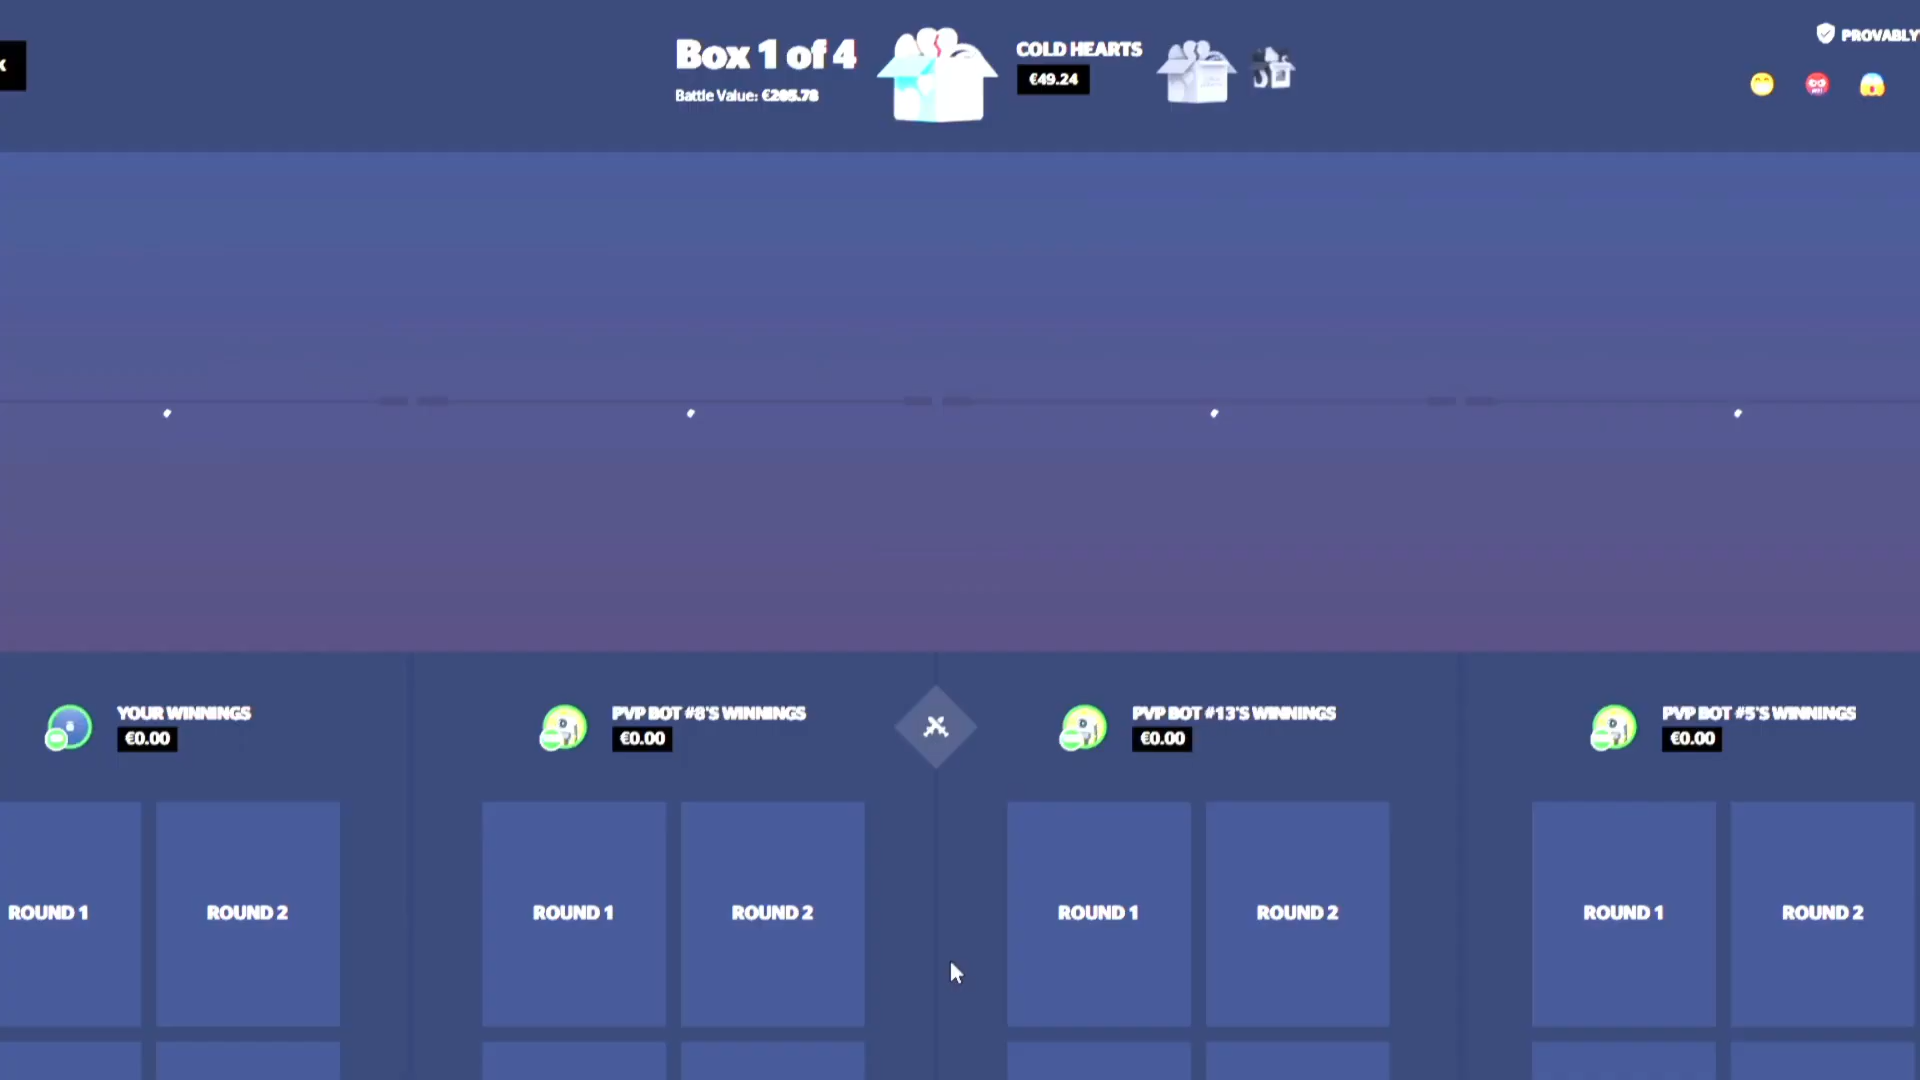 Box 1 of 4
Battle Value: €205.78
COLD HEARTS
€49.24
PROVABLY
YOUR WINNINGS
€0.00
PVP BOT #8'S WINNINGS
€0.00
PVP BOT #13'S WINNINGS
€0.00
PVP BOT #5'S WINNINGS
€0.00
ROUND 1
ROUND 2
ROUND 1
ROUND 2
ROUND 1
ROUND 2
ROUND 1
ROUND 2